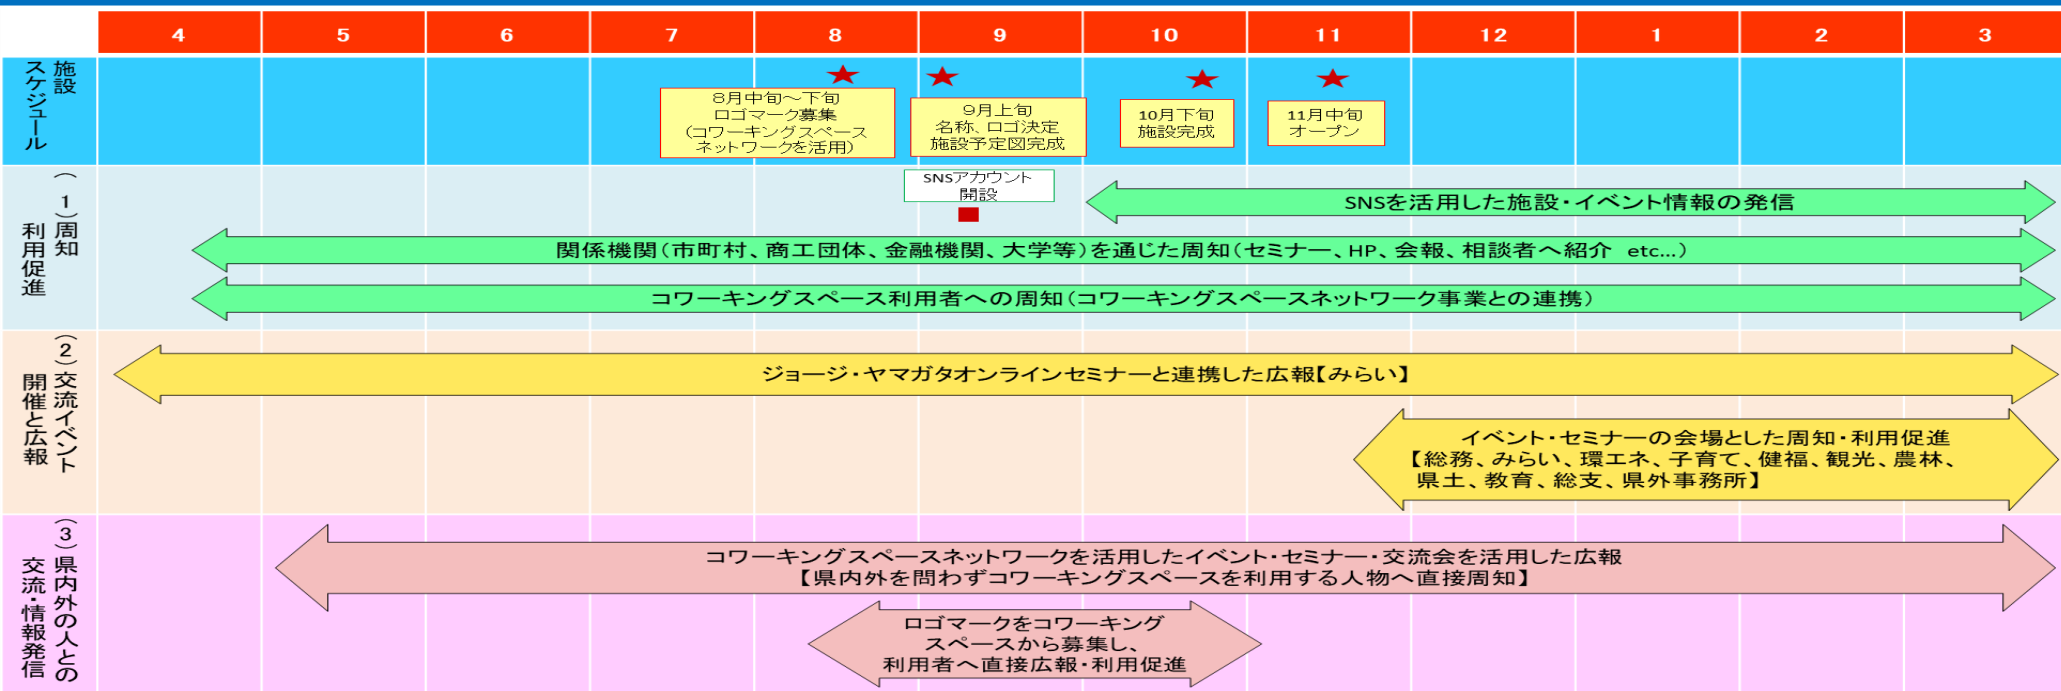 4 5 6 7 8 9 10 11 12 1 2 3
施設
スケジュール
8月中旬～下旬
ロゴマーク募集
(コワーキングスペース
ネットワークを活用)
9月上旬
名称、ロゴ決定
施設予定図完成
10月下旬
施設完成
11月中旬
オープン
(1)周知
利用促進
SNSアカウント
開設
SNSを活用した施設・イベント情報の発信
関係機関(市町村、商工団体、金融機関、大学等)を通じた周知(セミナー、HP、会報、相談者へ紹介 etc...)
コワーキングスペース利用者への周知(コワーキングスペースネットワーク事業との連携)
(2)交流イベント
開催と広報
ジョージ・ヤマガタオンラインセミナーと連携した広報【みらい】
イベント・セミナーの会場とした周知・利用促進
【総務、みらい、環エネ、子育て、健福、観光、農林、
県土、教育、総支、県外事務所】
(3)県内外の人との
交流・情報発信
コワーキングスペースネットワークを活用したイベント・セミナー・交流会を活用した広報
【県内外を問わずコワーキングスペースを利用する人物へ直接周知】
ロゴマークをコワーキング
スペースから募集し、
利用者へ直接広報・利用促進